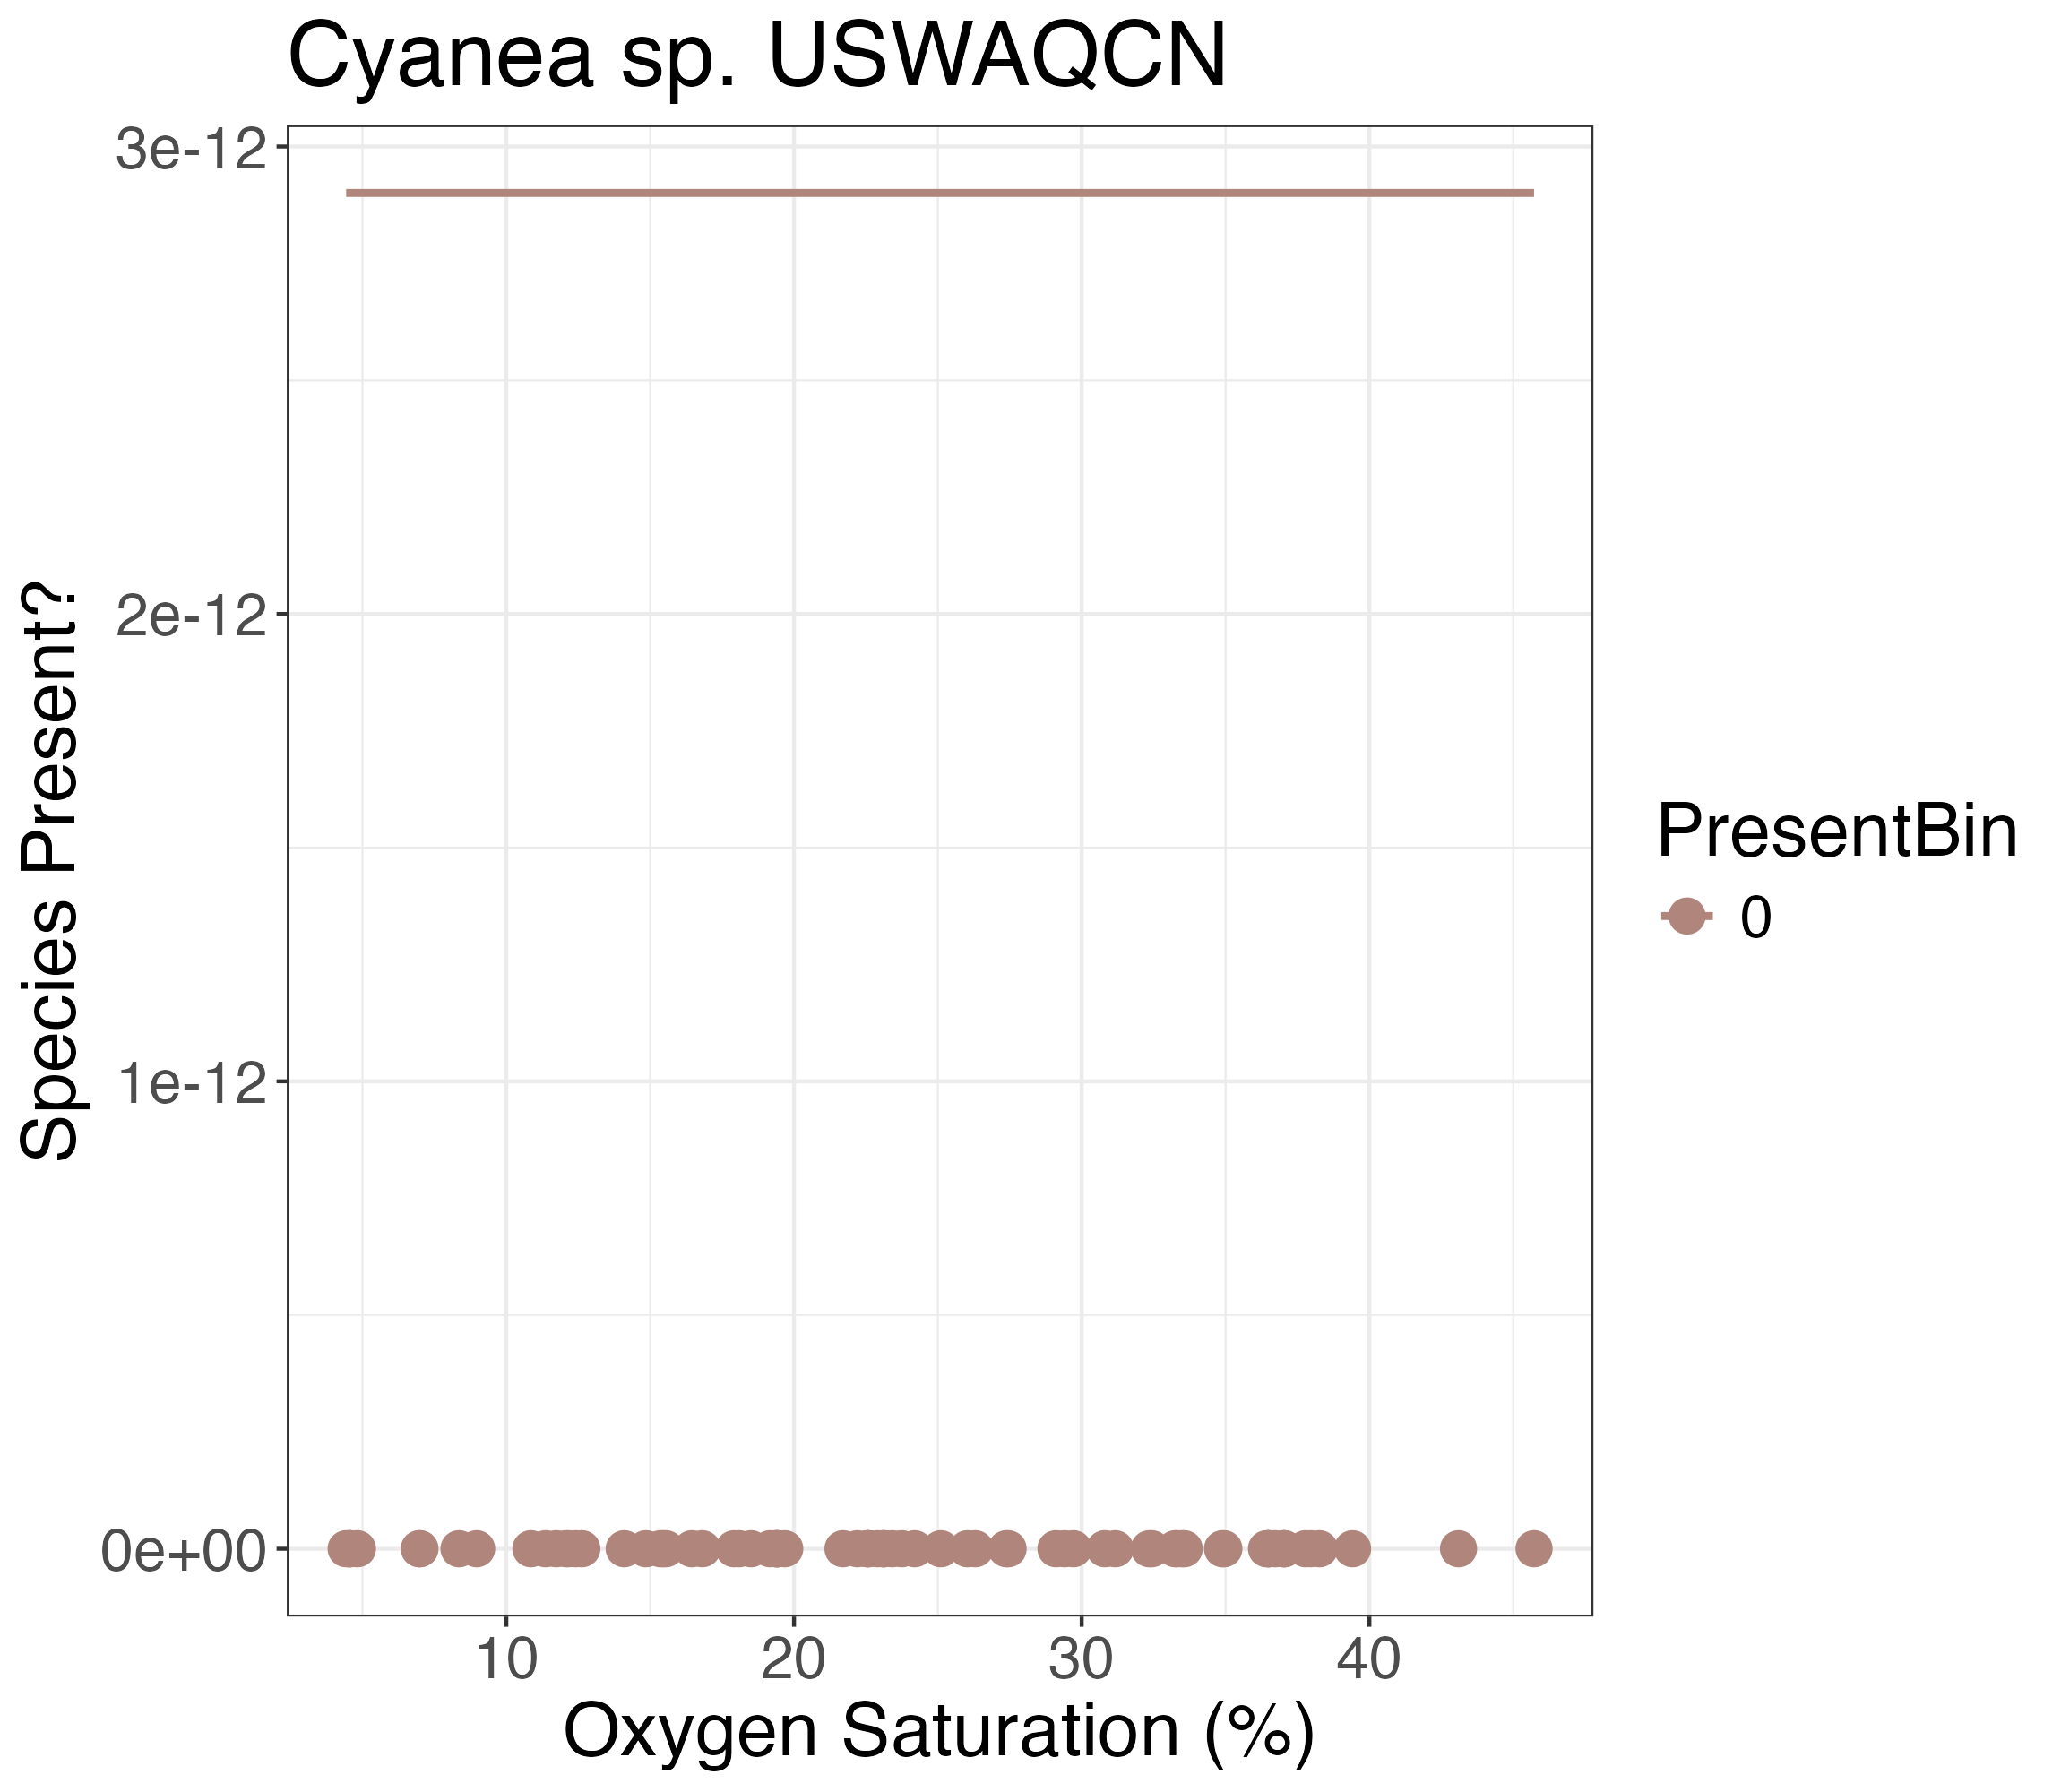 Cyanea sp. USWAQCN
3e-12
2e-12
1e-12
0e+00
Species Present?
10 20 30 40
Oxygen Saturation (%)
PresentBin
0